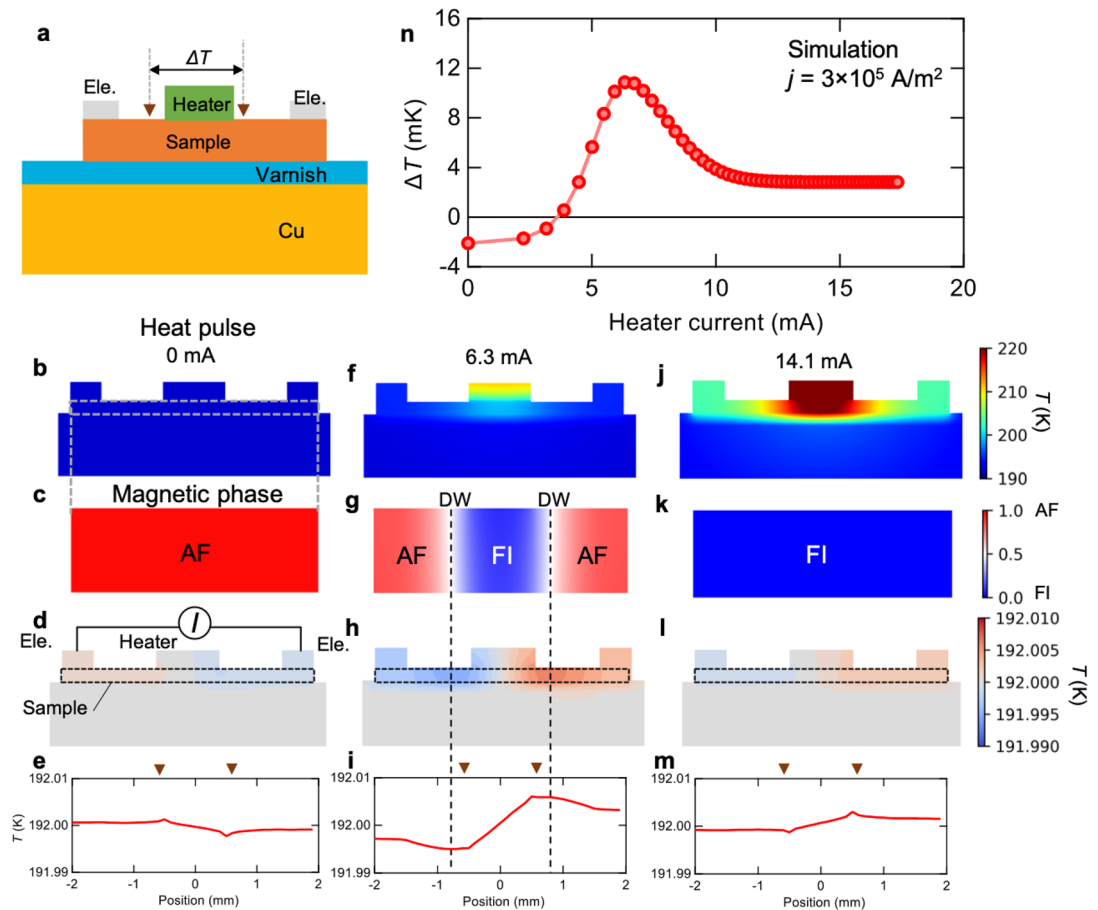 a
ΔT
Ele.
Heater
Ele.
Sample
Varnish
Cu
n
16
12
8
4
0
-4
ΔT (mK)
Simulation
j = 3×10⁵ A/m²
0
5
10
15
20
Heater current (mA)
Heat pulse
0 mA
6.3 mA
14.1 mA
b
f
j
220
210
200
190
T (K)
c
Magnetic phase
AF
g
DW
DW
AF
FI
AF
k
FI
1.0
0.5
0.0
AF
FI
d
Ele.
Heater
I
Ele.
Sample
h
l
192.010
192.005
192.000
191.995
191.990
T (K)
e
192.01
192.00
191.99
T (K)
-2
-1
0
1
2
Position (mm)
i
192.01
192.00
191.99
-2
-1
0
1
2
Position (mm)
m
192.01
192.00
191.99
-2
-1
0
1
2
Position (mm)